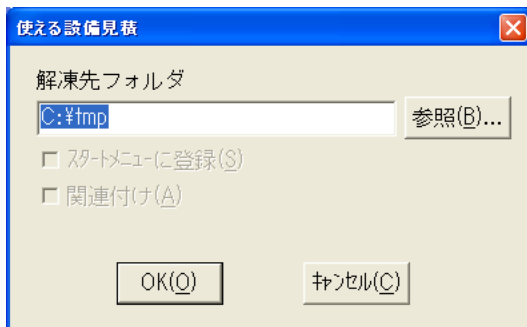 使える設備見積
解凍先フォルダ
C:¥tmp
参照(B)...
ｽﾀｰﾄﾒﾆｭｰに登録(S)
関連付け(A)
OK(O)
ｷｬﾝｾﾙ(C)